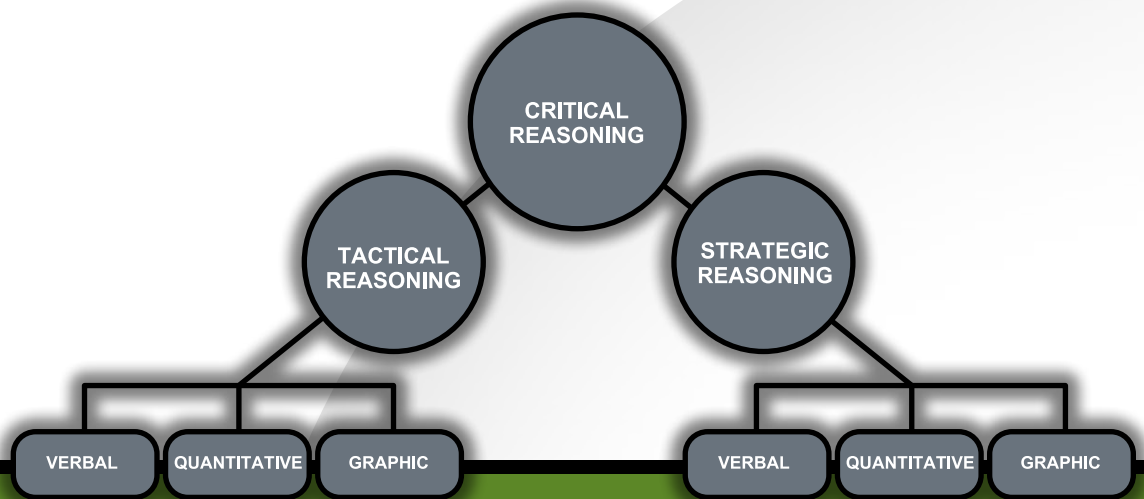 CRITICAL
REASONING
TACTICAL
REASONING
STRATEGIC
REASONING
VERBAL
QUANTITATIVE
GRAPHIC
VERBAL
QUANTITATIVE
GRAPHIC